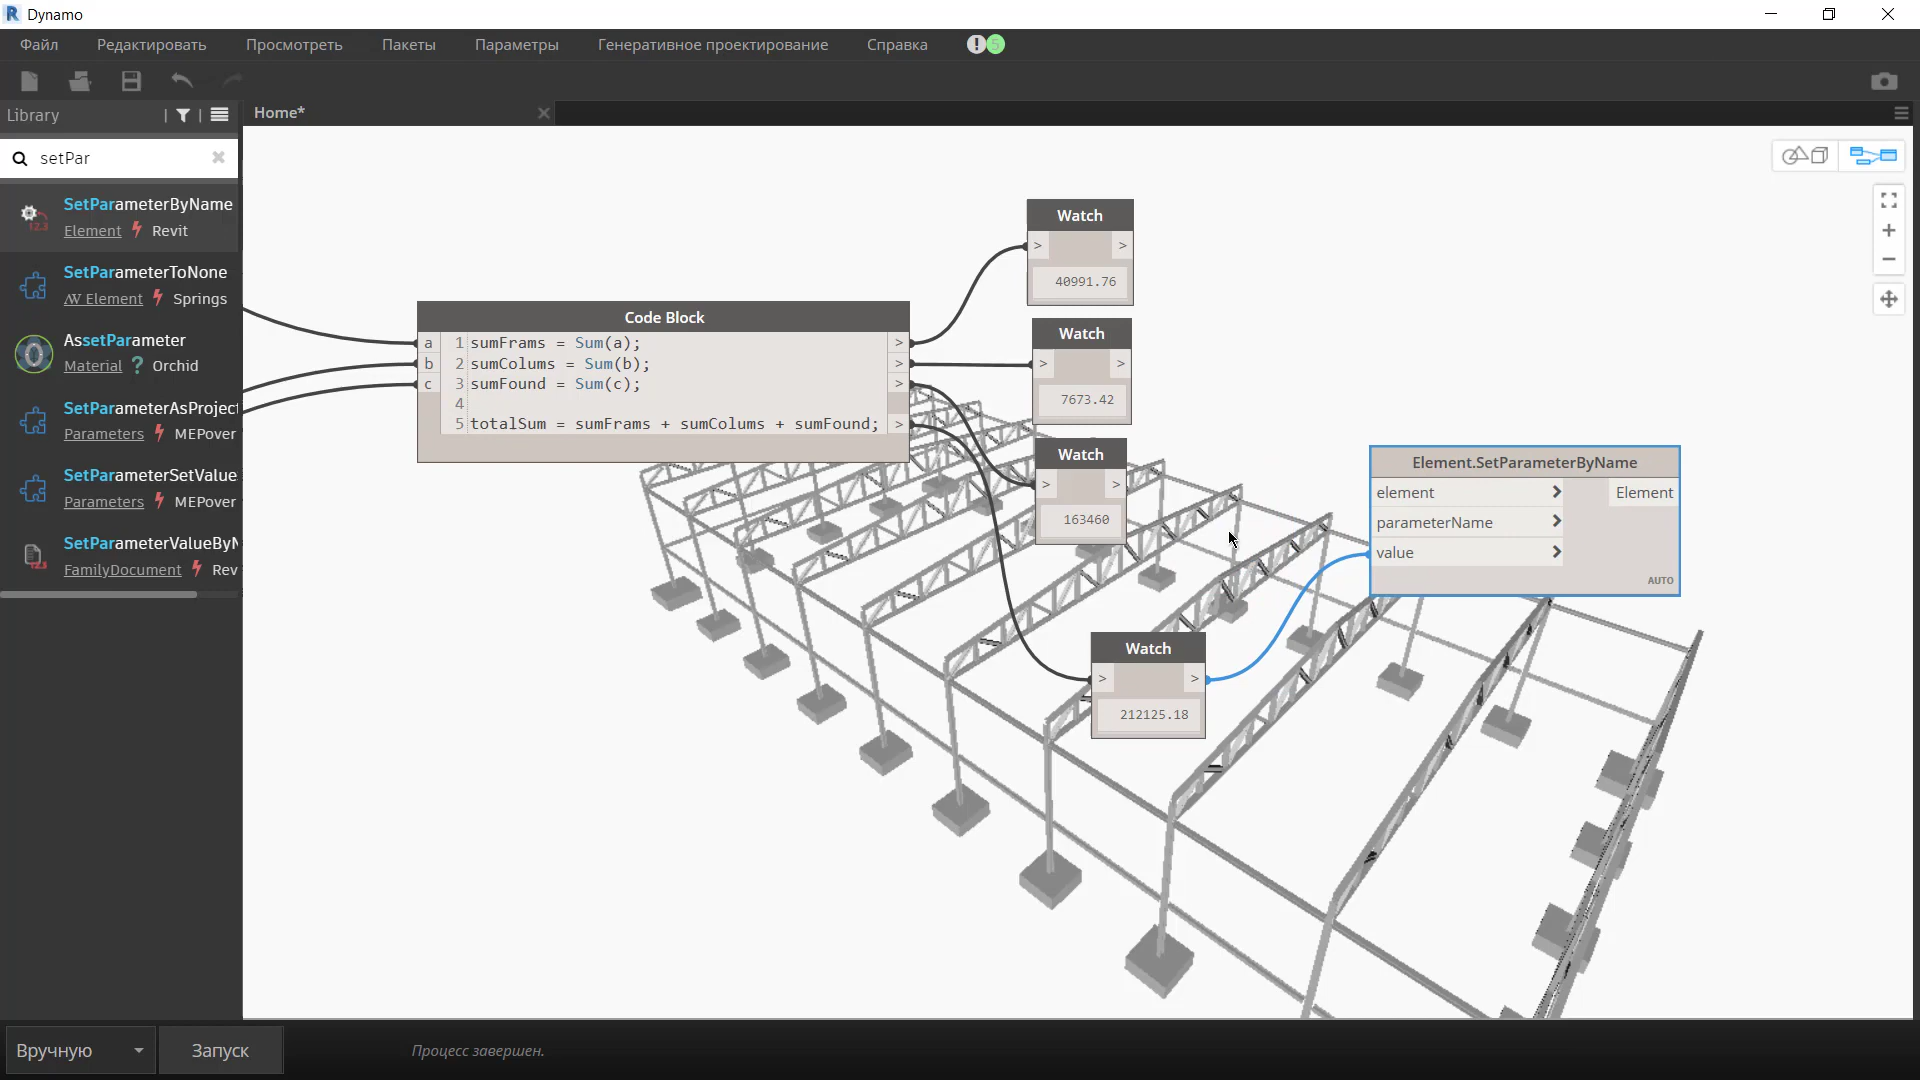 Dynamo
Файл Редактировать Просмотреть Пакеты Параметры Генеративное проектирование Справка ! 5
Library
Home*
setPar
SetParameterByName
Element Revit
SetParameterToNone
Element Springs
AssetParameter
Material ? Orchid
SetParameterAsProject
Parameters MEPover
SetParameterSetValue
Parameters MEPover
SetParameterValueByN
FamilyDocument Rev
Code Block
a 1 sumFrams = Sum(a); >
b 2 sumColums = Sum(b); >
c 3 sumFound = Sum(c); >
4
5 totalSum = sumFrams + sumColums + sumFound; >
Watch
> >
40991.76
Watch
> >
7673.42
Watch
> >
163460
Watch
> >
212125.18
Element.SetParameterByName
element > Element
parameterName >
value >
AUTO
Вручную Запуск Процесс завершен.